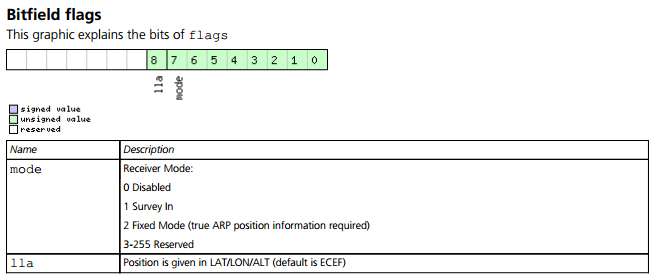 Bitfield flags
This graphic explains the bits of flags
8 7 6 5 4 3 2 1 0
lla
mode
signed value
unsigned value
reserved
Name Description
mode Receiver Mode:
0 Disabled
1 Survey In
2 Fixed Mode (true ARP position information required)
3-255 Reserved
lla Position is given in LAT/LON/ALT (default is ECEF)